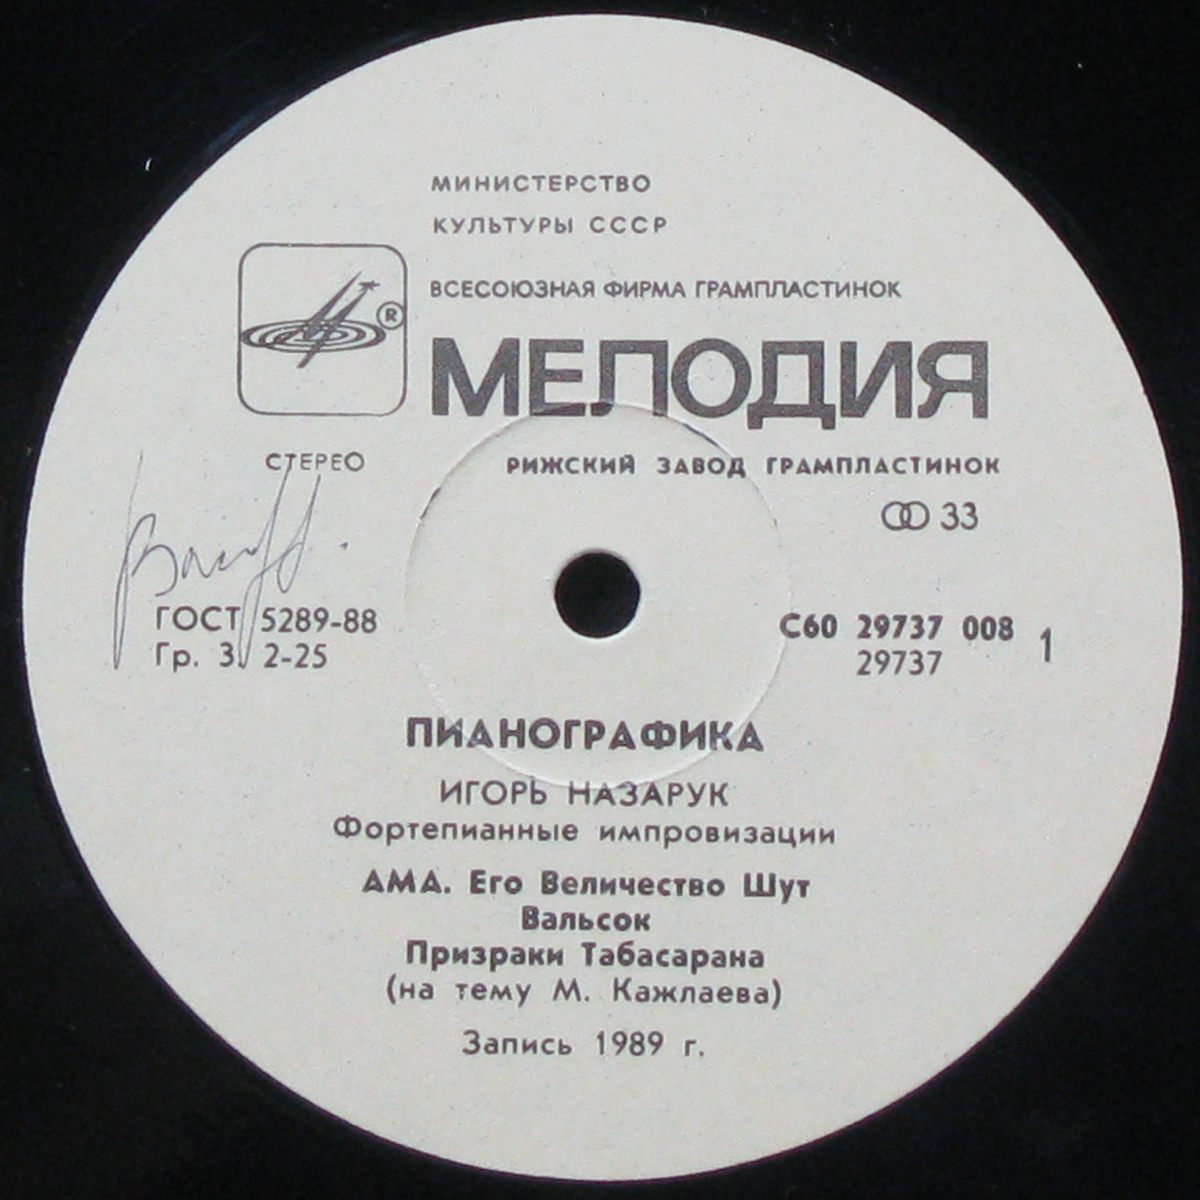 МИНИСТЕРСТВО
КУЛЬТУРЫ СССР
ВСЕСОЮЗНАЯ ФИРМА ГРАМПЛАСТИНОК
®
МЕЛОДИЯ
СТЕРЕО
РИЖСКИЙ ЗАВОД ГРАМПЛАСТИНОК
33
ГОСТ 5289-88
Гр. 3. 2-25
С60 29737 008
29737
1
ПИАНОГРАФИКА
ИГОРЬ НАЗАРУК
Фортепианные импровизации
АМА. Его Величество Шут
Вальсок
Призраки Табасарана
(на тему М. Кажлаева)
Запись 1989 г.